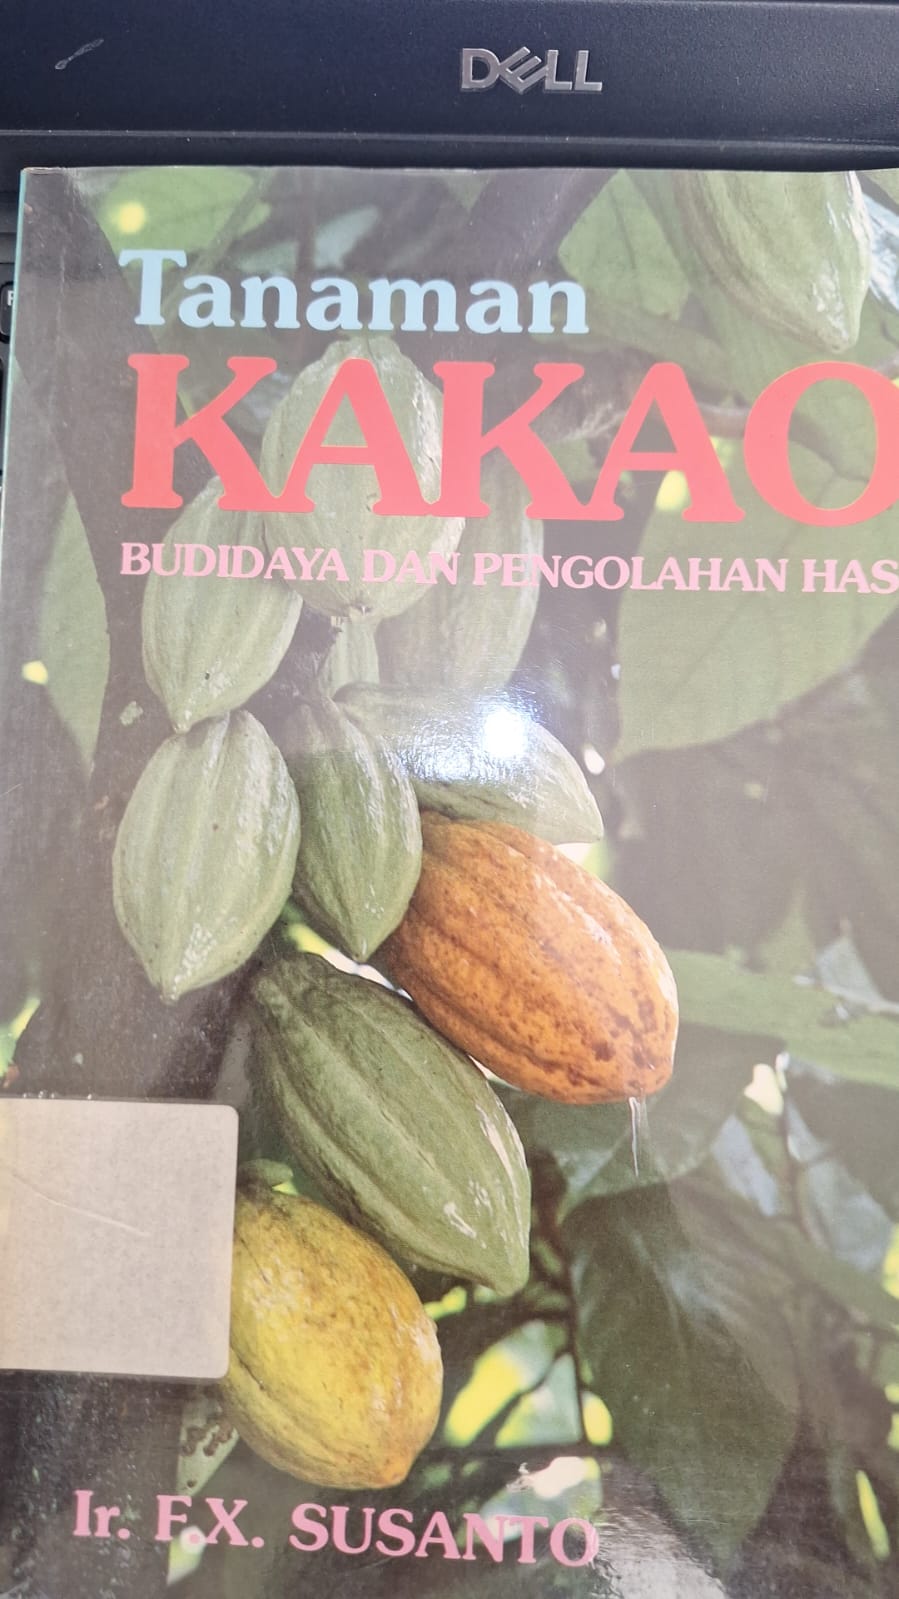 DELL
Tanaman
KAKAO
BUDIDAYA DAN PENGOLAHAN HAS
Ir. F.X. SUSANTO